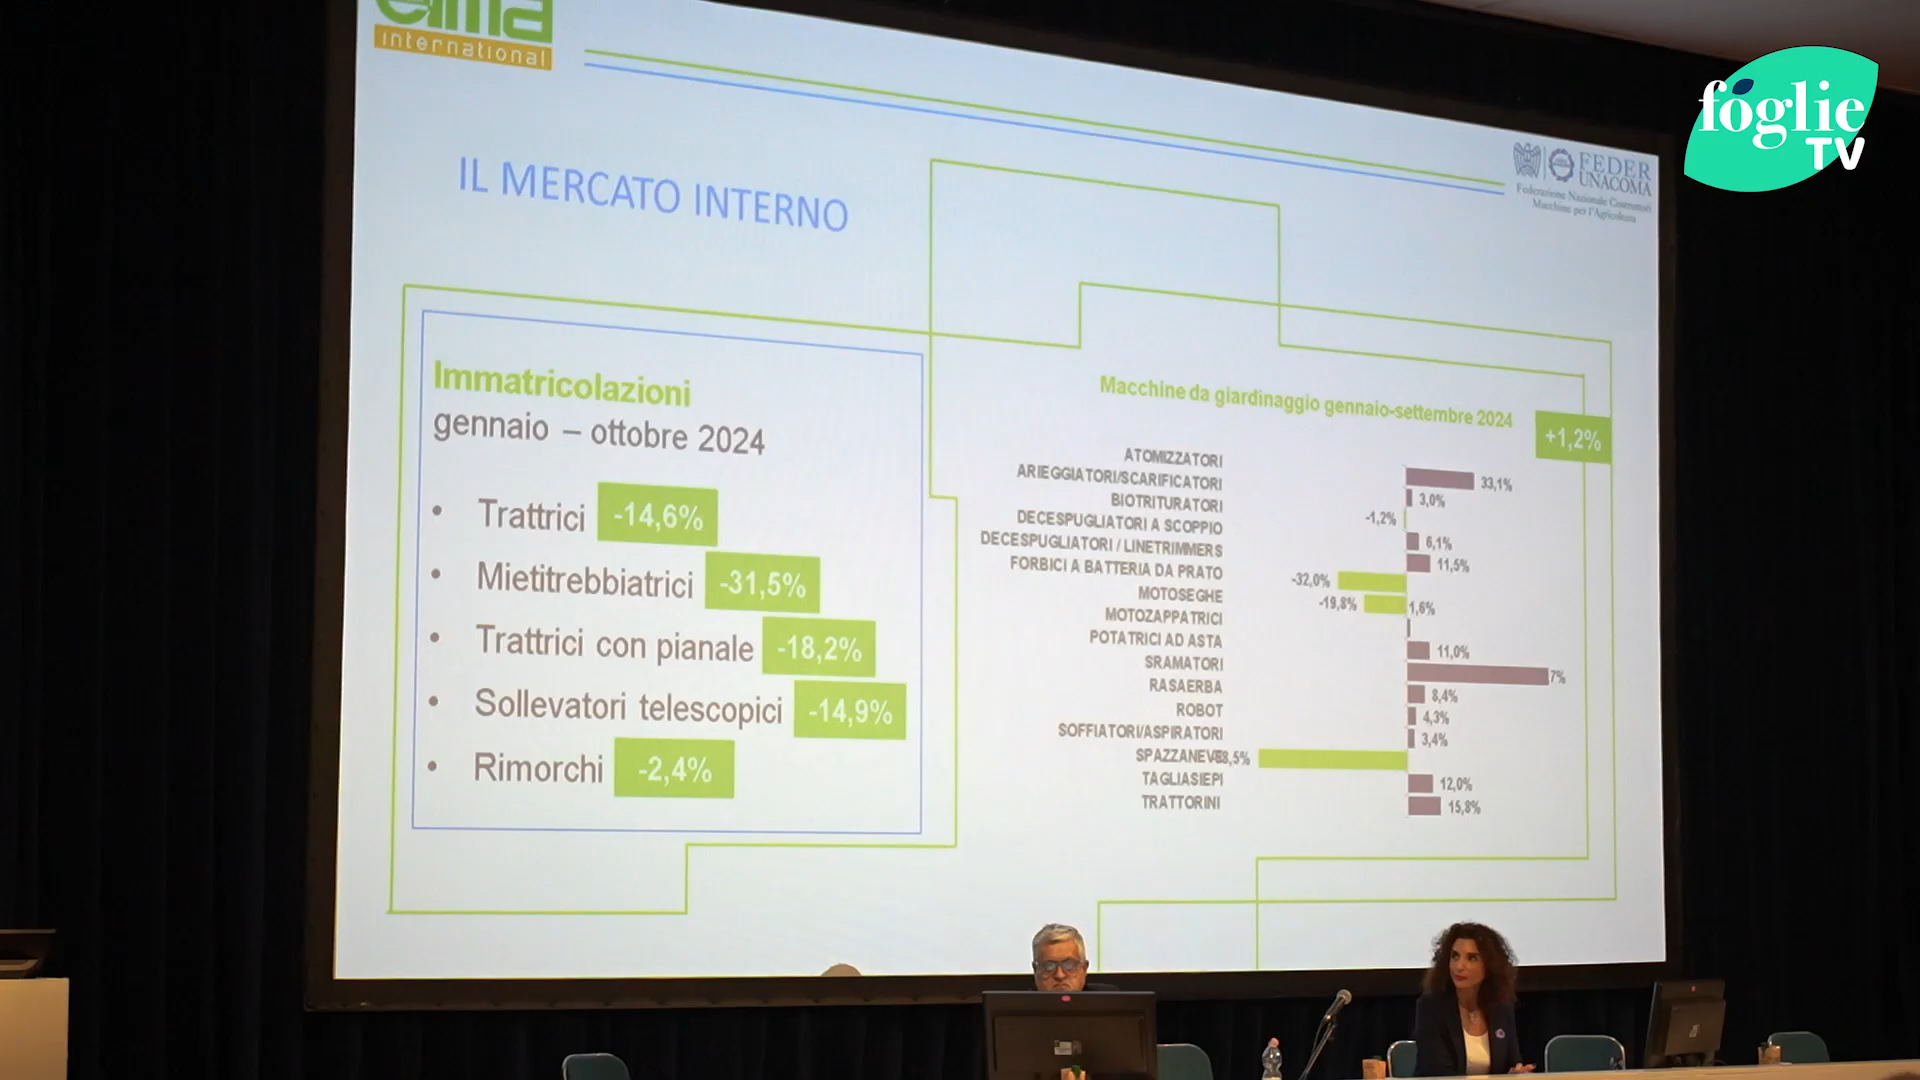 eima
international
foglie
TV
FEDER
UNACOMA
Federazione Nazionale Costruttori
Macchine per l'Agricoltura
IL MERCATO INTERNO
Immatricolazioni
gennaio – ottobre 2024
• Trattrici -14,6%
• Mietitrebbiatrici -31,5%
• Trattrici con pianale -18,2%
• Sollevatori telescopici -14,9%
• Rimorchi -2,4%
Macchine da giardinaggio gennaio-settembre 2024
+1,2%
ATOMIZZATORI 33,1%
ARIEGGIATORI/SCARIFICATORI 3,0%
BIOTRITURATORI -1,2%
DECESPUGLIATORI A SCOPPIO 6,1%
DECESPUGLIATORI / LINETRIMMERS 11,5%
FORBICI A BATTERIA DA PRATO -32,0%
MOTOSEGHE -19,8%
MOTOZAPPATRICI 1,6%
POTATRICI AD ASTA 11,0%
SRAMATORI 7%
RASAERBA 8,4%
ROBOT 4,3%
SOFFIATORI/ASPIRATORI 3,4%
SPAZZANEVE 8,5%
TAGLIASIEPI 12,0%
TRATTORINI 15,8%